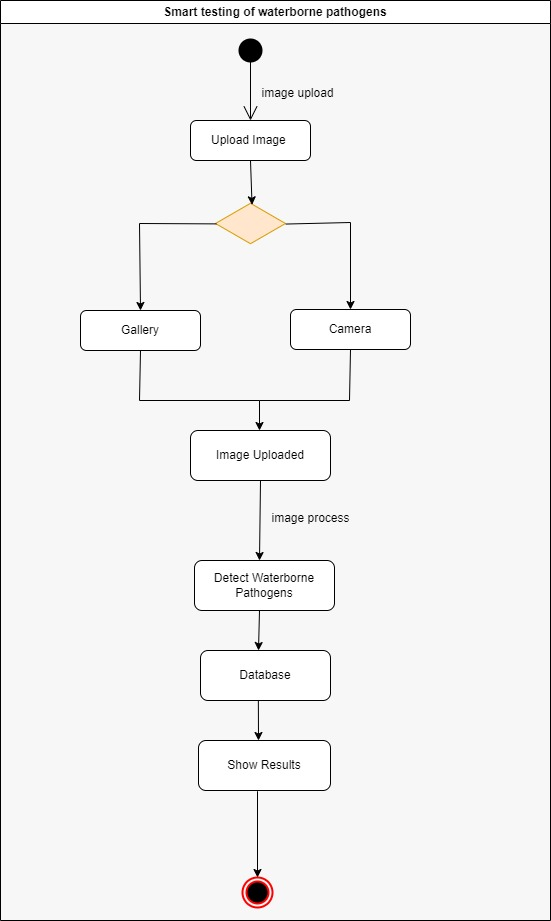 Smart testing of waterborne pathogens
image upload
Upload Image
Gallery
Camera
Image Uploaded
image process
Detect Waterborne
Pathogens
Database
Show Results